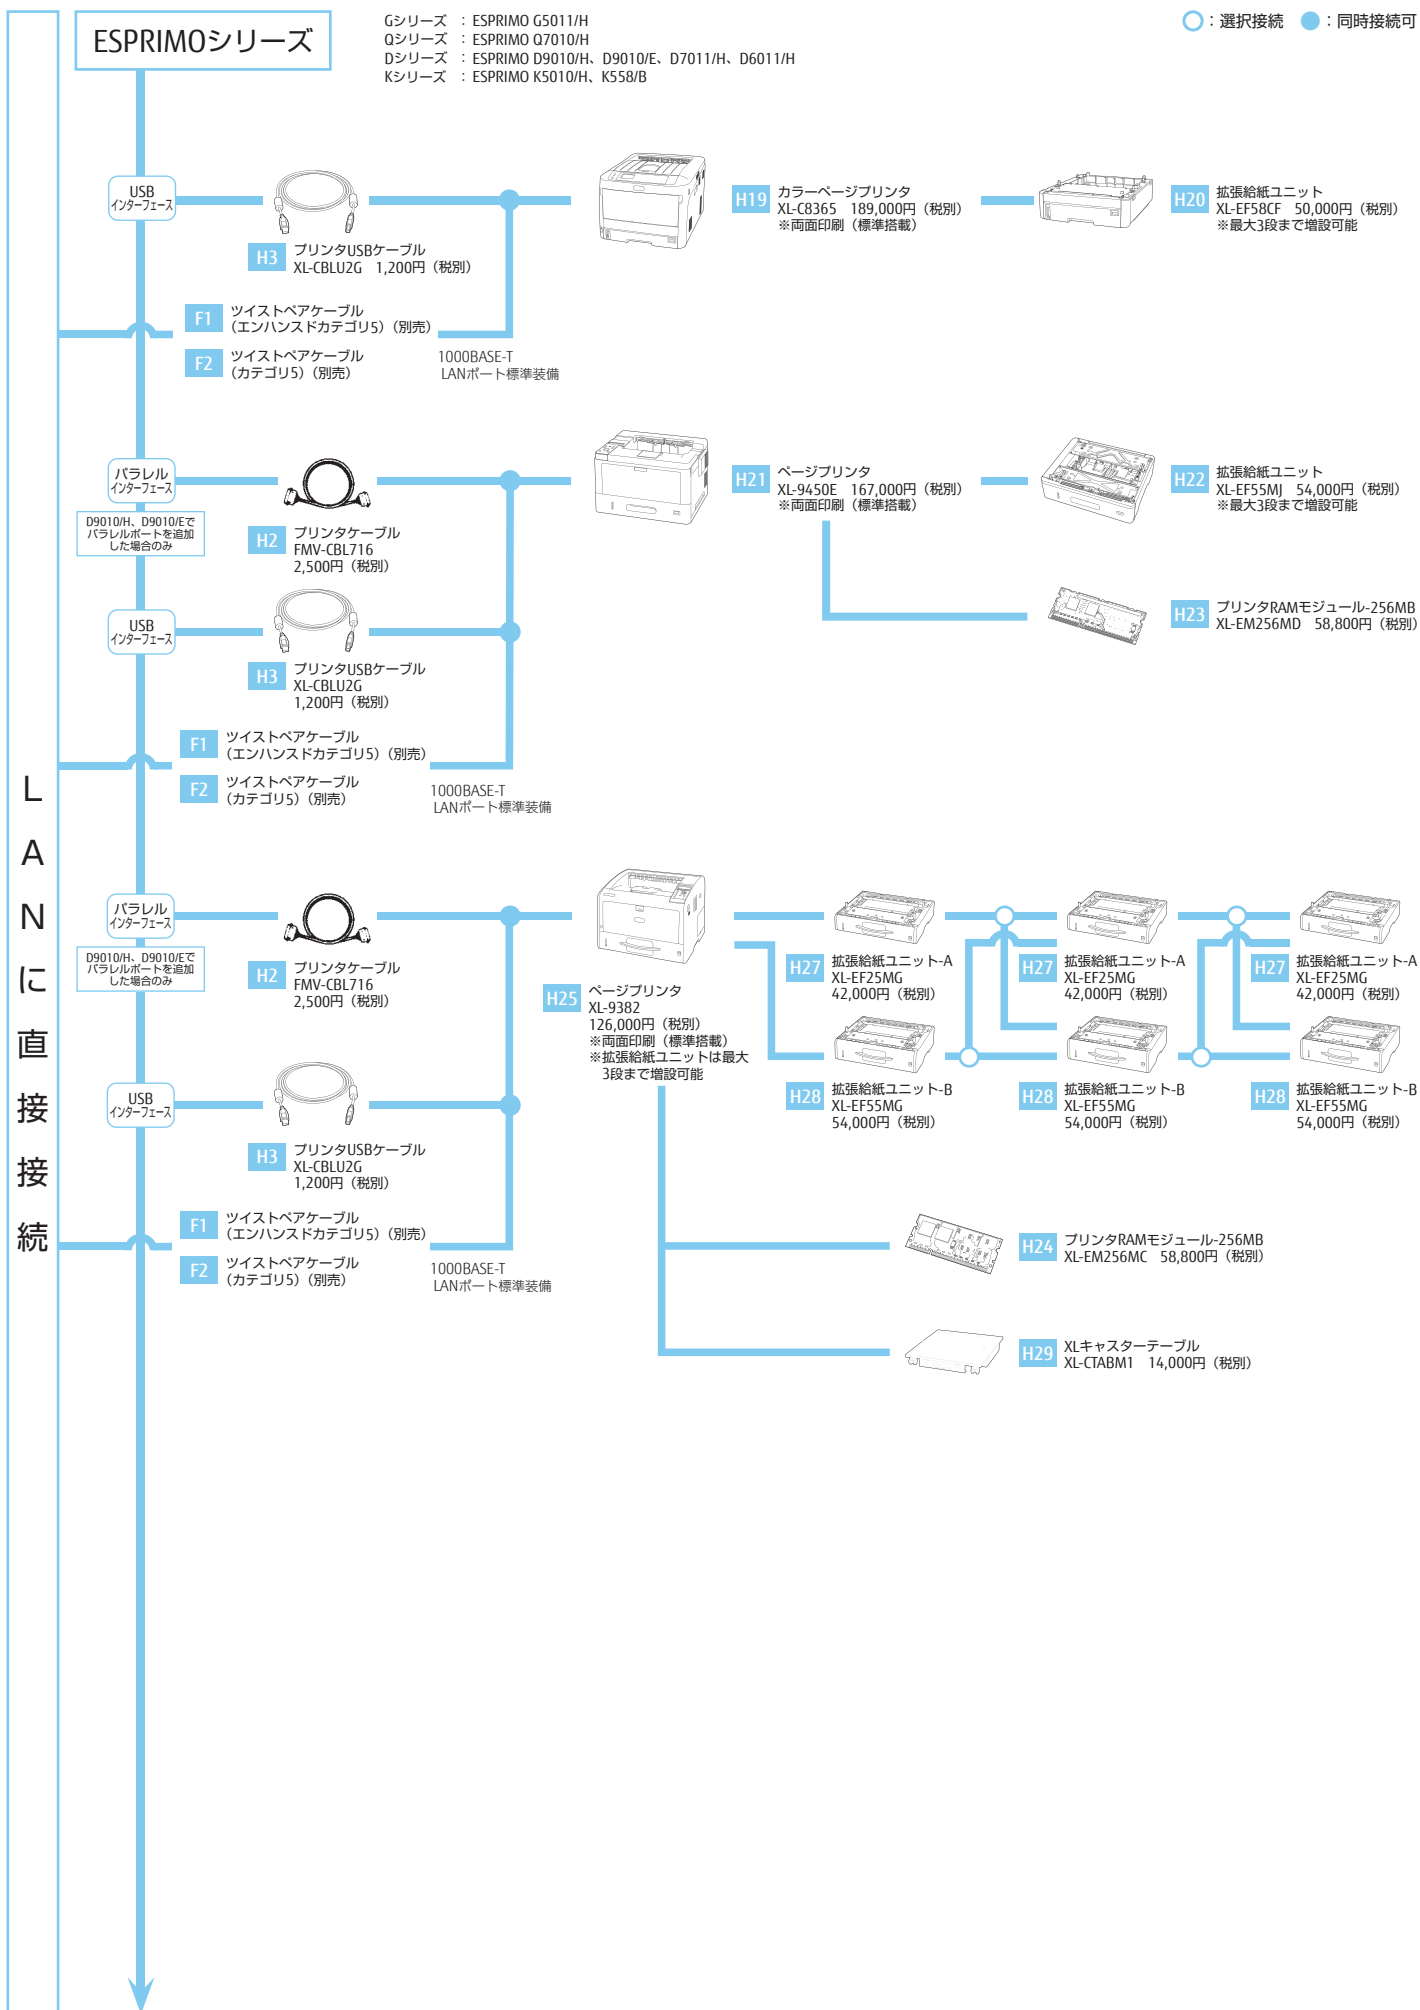 ESPRIMOシリーズ
Gシリーズ ：ESPRIMO G5011/H
Qシリーズ ：ESPRIMO Q7010/H
Dシリーズ ：ESPRIMO D9010/H、D9010/E、D7011/H、D6011/H
Kシリーズ ：ESPRIMO K5010/H、K558/B
：選択接続 ：同時接続可
LANに直接接続
USB
インターフェース
H3 プリンタUSBケーブル
XL-CBLU2G 1,200円（税別）
F1 ツイストペアケーブル
（エンハンスドカテゴリ5）（別売）
F2 ツイストペアケーブル
（カテゴリ5）（別売）
1000BASE-T
LANポート標準装備
H19 カラーページプリンタ
XL-C8365 189,000円（税別）
※両面印刷（標準搭載）
H20 拡張給紙ユニット
XL-EF58CF 50,000円（税別）
※最大3段まで増設可能
パラレル
インターフェース
D9010/H、D9010/Eで
パラレルポートを追加
した場合のみ
H2 プリンタケーブル
FMV-CBL716
2,500円（税別）
USB
インターフェース
H3 プリンタUSBケーブル
XL-CBLU2G
1,200円（税別）
F1 ツイストペアケーブル
（エンハンスドカテゴリ5）（別売）
F2 ツイストペアケーブル
（カテゴリ5）（別売）
1000BASE-T
LANポート標準装備
H21 ページプリンタ
XL-9450E 167,000円（税別）
※両面印刷（標準搭載）
H22 拡張給紙ユニット
XL-EF55MJ 54,000円（税別）
※最大3段まで増設可能
H23 プリンタRAMモジュール-256MB
XL-EM256MD 58,800円（税別）
パラレル
インターフェース
D9010/H、D9010/Eで
パラレルポートを追加
した場合のみ
H2 プリンタケーブル
FMV-CBL716
2,500円（税別）
USB
インターフェース
H3 プリンタUSBケーブル
XL-CBLU2G
1,200円（税別）
F1 ツイストペアケーブル
（エンハンスドカテゴリ5）（別売）
F2 ツイストペアケーブル
（カテゴリ5）（別売）
1000BASE-T
LANポート標準装備
H25 ページプリンタ
XL-9382
126,000円（税別）
※両面印刷（標準搭載）
※拡張給紙ユニットは最大
3段まで増設可能
H27 拡張給紙ユニット-A
XL-EF25MG
42,000円（税別）
H27 拡張給紙ユニット-A
XL-EF25MG
42,000円（税別）
H27 拡張給紙ユニット-A
XL-EF25MG
42,000円（税別）
H28 拡張給紙ユニット-B
XL-EF55MG
54,000円（税別）
H28 拡張給紙ユニット-B
XL-EF55MG
54,000円（税別）
H28 拡張給紙ユニット-B
XL-EF55MG
54,000円（税別）
H24 プリンタRAMモジュール-256MB
XL-EM256MC 58,800円（税別）
H29 XLキャスターテーブル
XL-CTABM1 14,000円（税別）